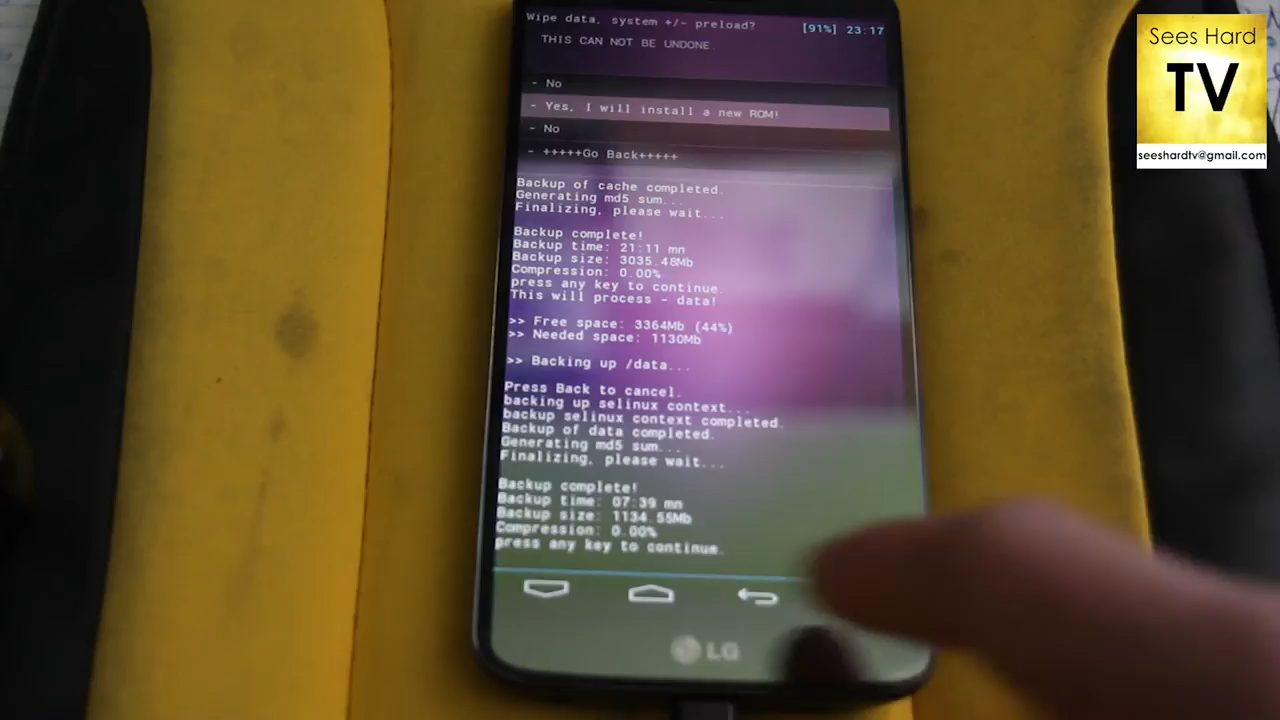 Wipe data, system +/- preload?
[91%] 23:17
THIS CAN NOT BE UNDONE.
- No
- Yes, I will install a new ROM!
- No
- +++++Go Back+++++
Backup of cache completed.
Generating md5 sum...
Finalizing, please wait...
Backup complete!
Backup time: 21:11 mn
Backup size: 3035.46Mb
Compression: 0.00%
press any key to continue.
This will process - data!
>> Free space: 3364Mb (44%)
>> Needed space: 1130Mb
>> Backing up /data...
Press Back to cancel.
backing up selinux context...
backup selinux context completed.
Backup of data completed.
Generating md5 sum...
Finalizing, please wait...
Backup complete!
Backup time: 07:39 mn
Backup size: 1134.55Mb
Compression: 0.00%
press any key to continue.
LG
Sees Hard
TV
seeshardtv@gmail.com